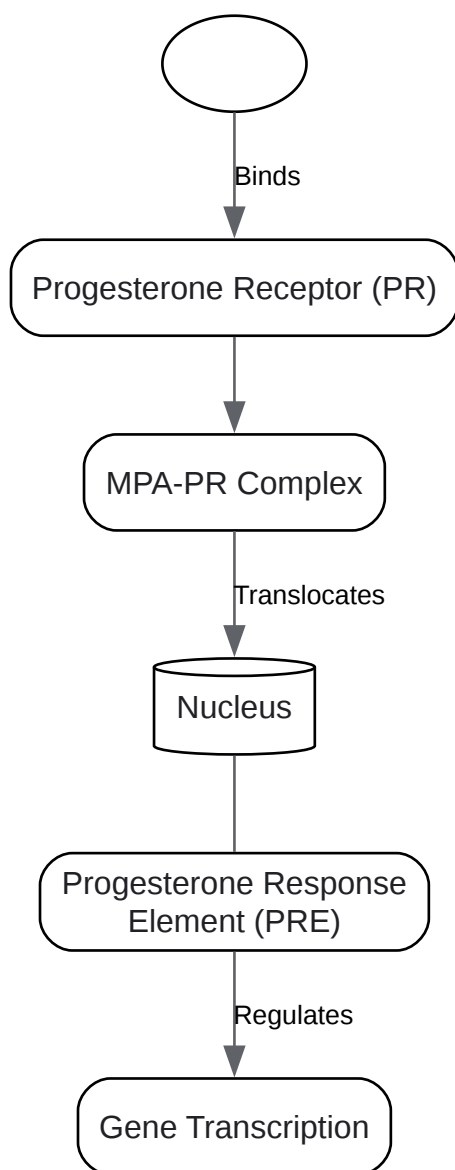 Binds
Progesterone Receptor (PR)
MPA-PR Complex
Translocates
Nucleus
Progesterone Response
Element (PRE)
Regulates
Gene Transcription